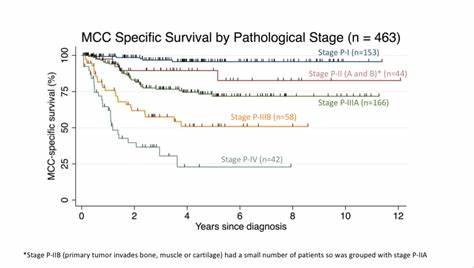 MCC Specific Survival by Pathological Stage (n = 463)
100
75
50
25
0
MCC-specific survival (%)
Stage P-I (n=153)
Stage P-II (A and B)* (n=44)
Stage P-IIIA (n=166)
Stage P-IIIB (n=58)
Stage P-IV (n=42)
0 2 4 6 8 10 12
Years since diagnosis
*Stage P-IIB (primary tumor invades bone, muscle or cartilage) had a small number of patients so was grouped with stage P-IIA